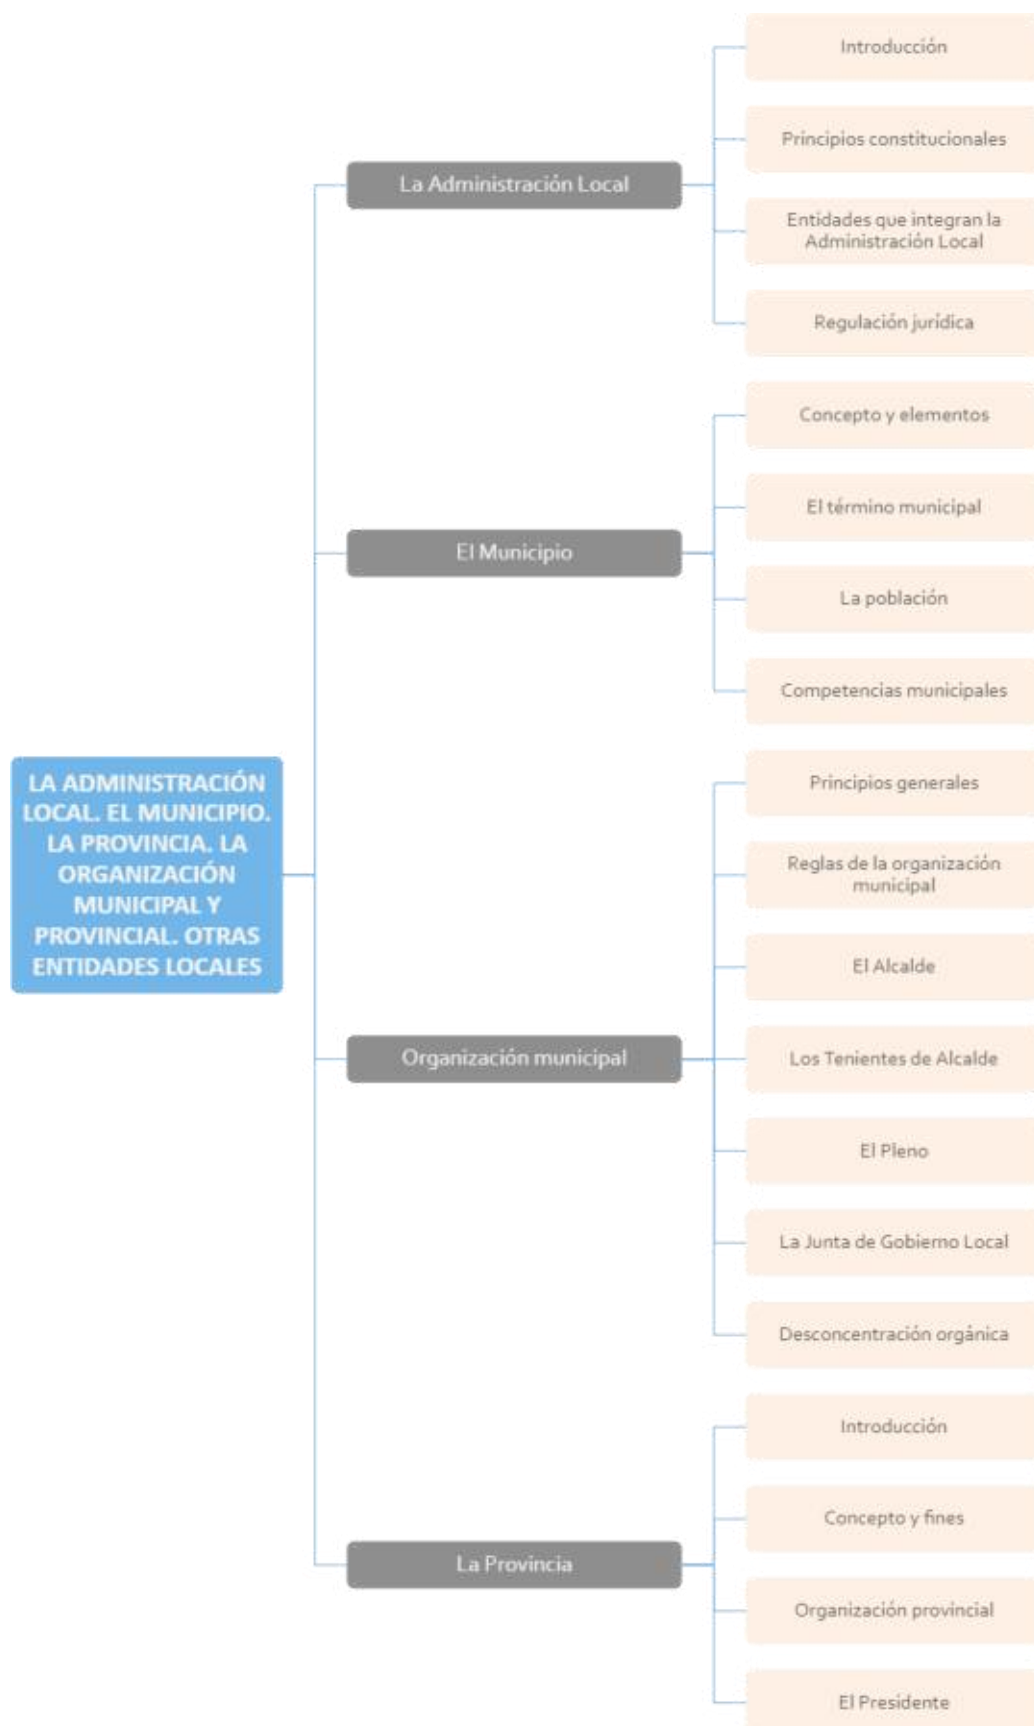 Introducción
Principios constitucionales
La Administración Local
Entidades que integran la
Administración Local
Regulación jurídica
Concepto y elementos
El término municipal
El Municipio
La población
Competencias municipales
LA ADMINISTRACIÓN
LOCAL. EL MUNICIPIO.
LA PROVINCIA. LA
ORGANIZACIÓN
MUNICIPAL Y
PROVINCIAL. OTRAS
ENTIDADES LOCALES
Principios generales
Reglas de la organización
municipal
El Alcalde
Organización municipal
Los Tenientes de Alcalde
El Pleno
La Junta de Gobierno Local
Desconcentración orgánica
Introducción
Concepto y fines
La Provincia
Organización provincial
El Presidente